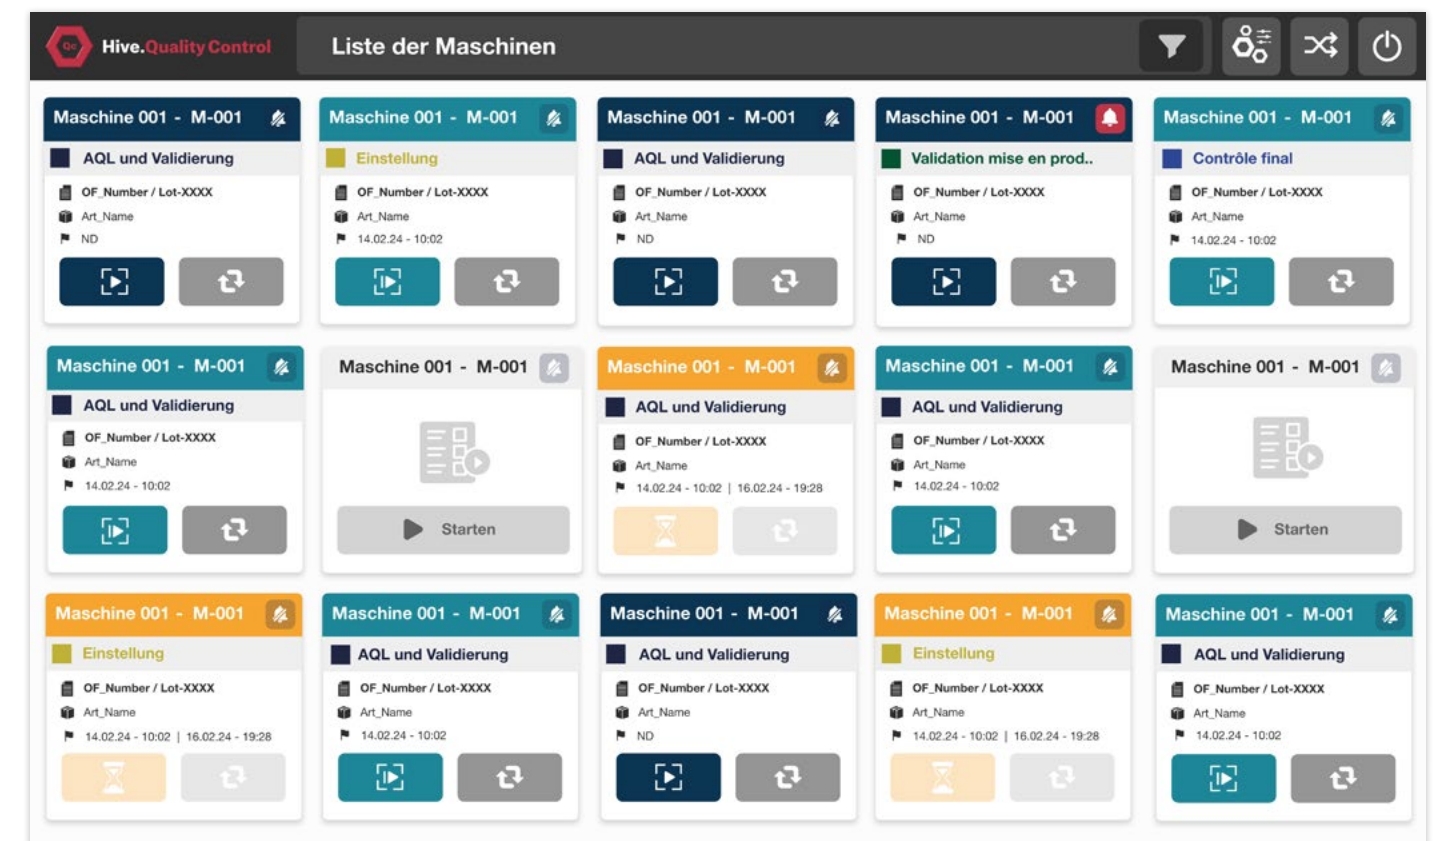 Qc
Hive.QualityControl
Liste der Maschinen
Maschine 001 - M-001
AQL und Validierung
OF_Number / Lot-XXXX
Art_Name
ND
Maschine 001 - M-001
Einstellung
OF_Number / Lot-XXXX
Art_Name
14.02.24 - 10:02
Maschine 001 - M-001
AQL und Validierung
OF_Number / Lot-XXXX
Art_Name
ND
Maschine 001 - M-001
Validation mise en prod..
OF_Number / Lot-XXXX
Art_Name
ND
Maschine 001 - M-001
Contrôle final
OF_Number / Lot-XXXX
Art_Name
14.02.24 - 10:02
Maschine 001 - M-001
AQL und Validierung
OF_Number / Lot-XXXX
Art_Name
14.02.24 - 10:02
Maschine 001 - M-001
Starten
Maschine 001 - M-001
AQL und Validierung
OF_Number / Lot-XXXX
Art_Name
14.02.24 - 10:02 | 16.02.24 - 19:28
Maschine 001 - M-001
AQL und Validierung
OF_Number / Lot-XXXX
Art_Name
14.02.24 - 10:02
Maschine 001 - M-001
Starten
Maschine 001 - M-001
Einstellung
OF_Number / Lot-XXXX
Art_Name
14.02.24 - 10:02 | 16.02.24 - 19:28
Maschine 001 - M-001
AQL und Validierung
OF_Number / Lot-XXXX
Art_Name
14.02.24 - 10:02
Maschine 001 - M-001
AQL und Validierung
OF_Number / Lot-XXXX
Art_Name
ND
Maschine 001 - M-001
Einstellung
OF_Number / Lot-XXXX
Art_Name
14.02.24 - 10:02 | 16.02.24 - 19:28
Maschine 001 - M-001
AQL und Validierung
OF_Number / Lot-XXXX
Art_Name
14.02.24 - 10:02